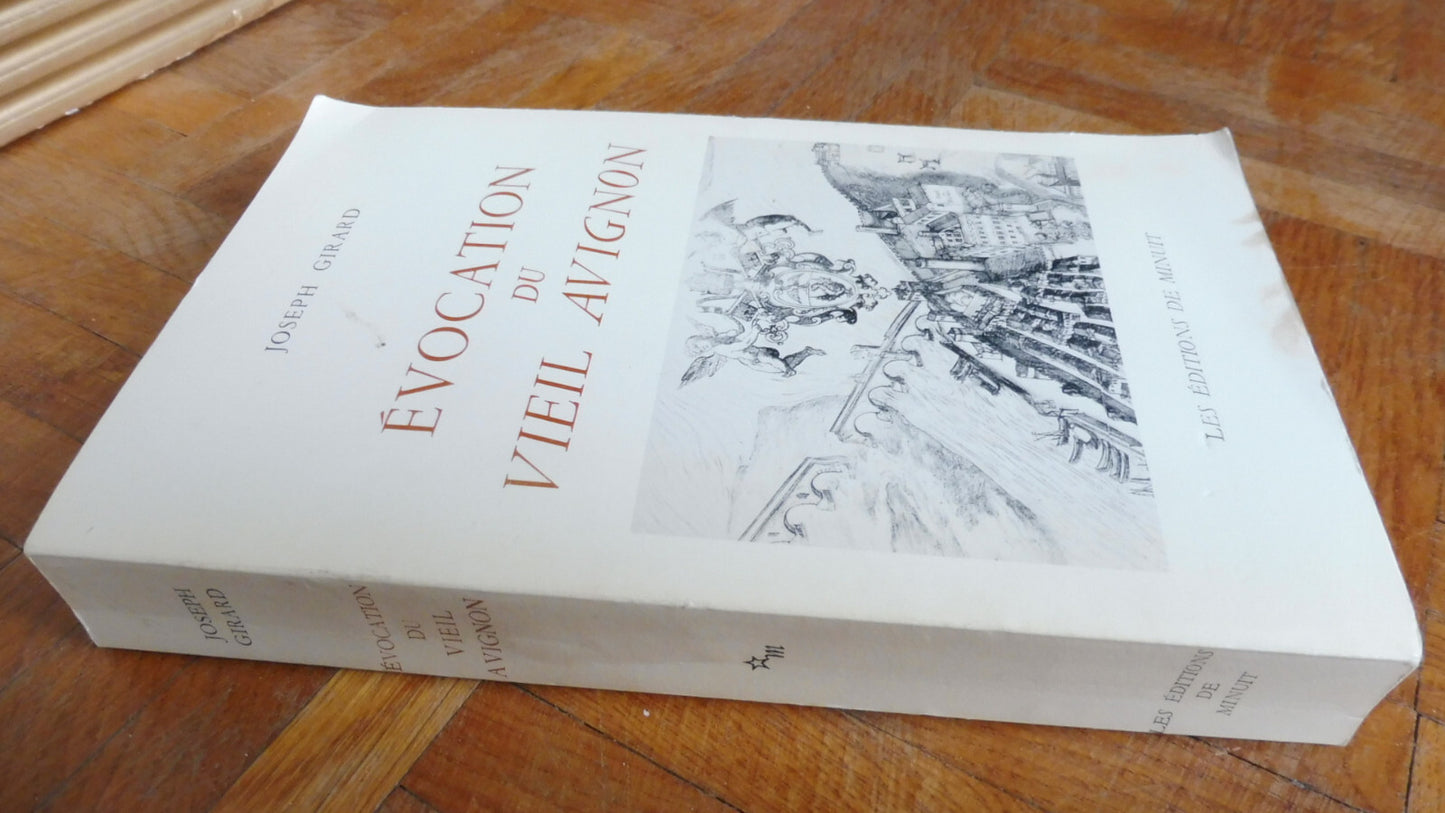 JOSEPH GIRARD
ÉVOCATION
DU
VIEIL AVIGNON
LES ÉDITIONS DE MINUIT
JOSEPH
GIRARD
ÉVOCATION
DU
VIEIL
AVIGNON
m
LES ÉDITIONS
DE
MINUIT